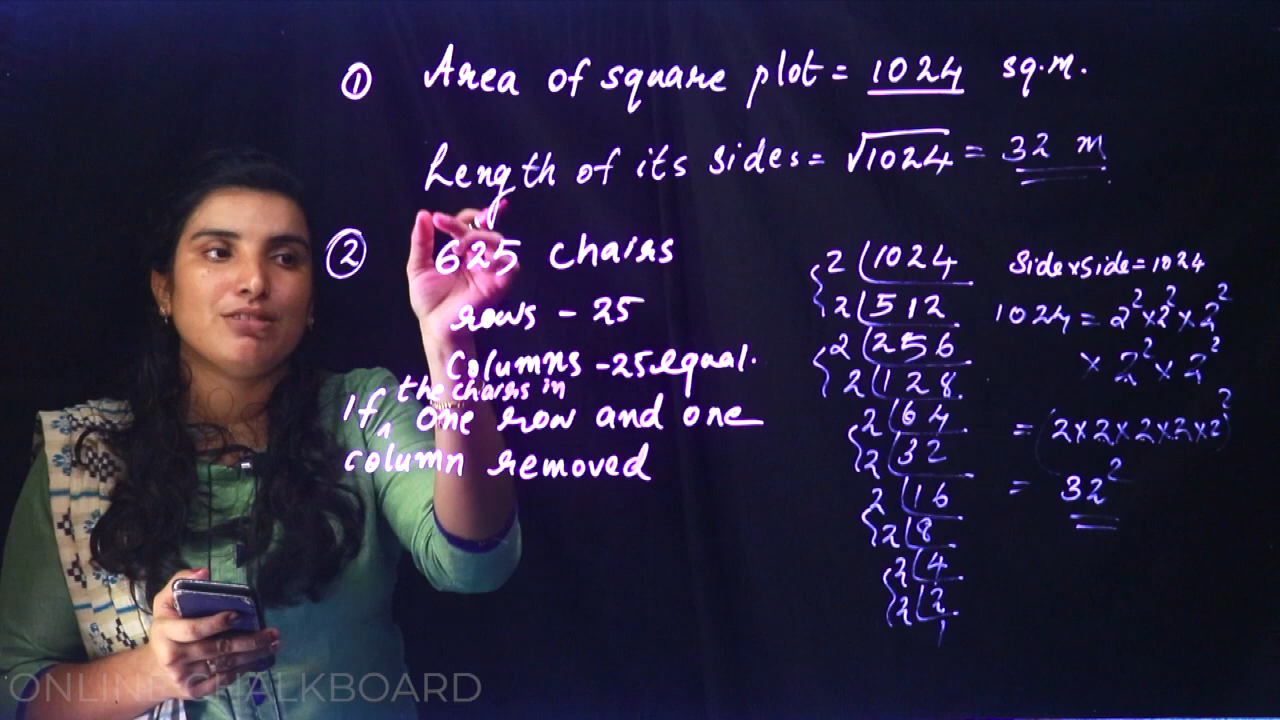 ① Area of square plot = 1024 sq.m.
Length of its sides = √1024 = 32 m
② 625 chairs
rows - 25
Columns - 25 equal.
the chairs in
If ‸ one row and one
column removed
2 1024
2 512
2 256
2 128
2 64
2 32
2 16
2 8
2 4
2 2
1
Side×Side=1024
1024 = 2²×2²×2²
× 2² × 2²
= (2×2×2×2×2)²
= 32²
ONLINE CHALKBOARD